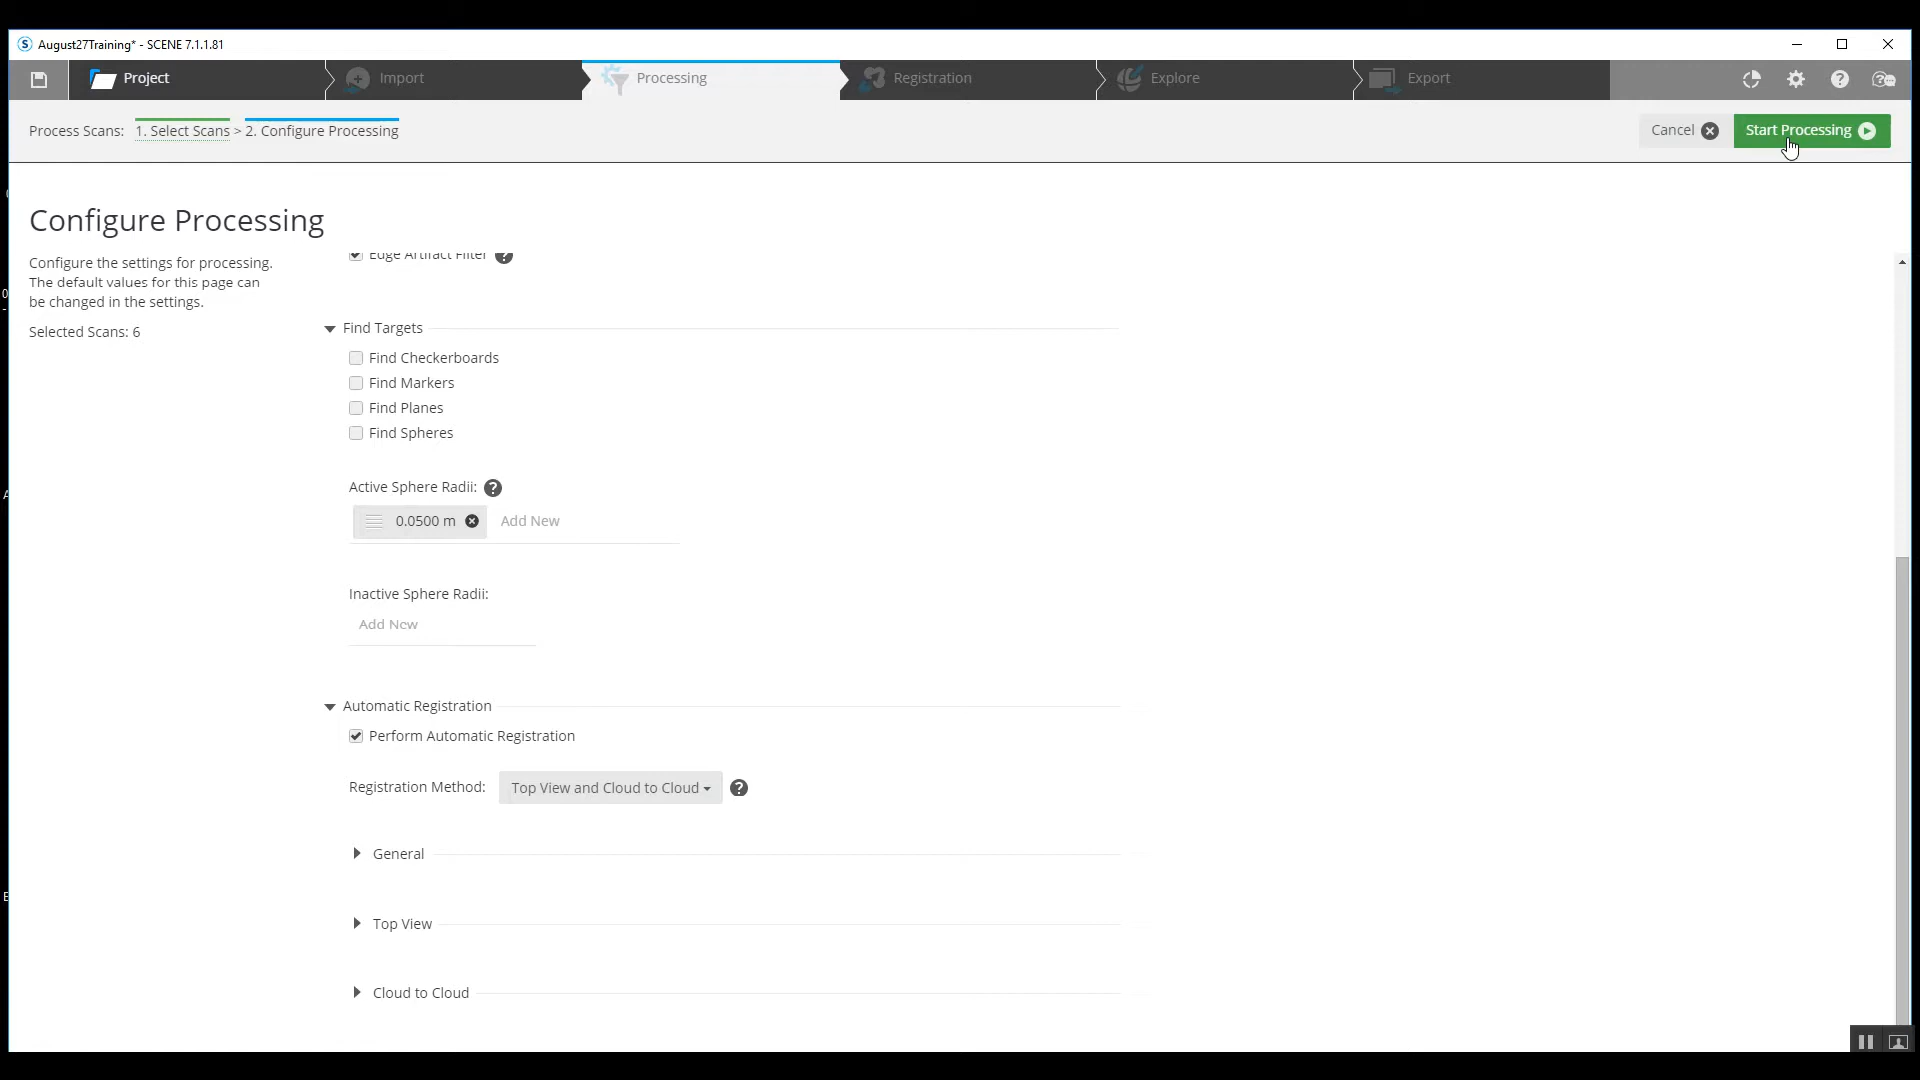 August27Training* - SCENE 7.1.1.81
Project
Import
Processing
Registration
Explore
Export
Process Scans: 1. Select Scans > 2. Configure Processing
Cancel
Start Processing
Configure Processing
Configure the settings for processing.
The default values for this page can
be changed in the settings.
Selected Scans: 6
Edge Artifact Filter
Find Targets
Find Checkerboards
Find Markers
Find Planes
Find Spheres
Active Sphere Radii:
0.0500 m
Add New
Inactive Sphere Radii:
Add New
Automatic Registration
Perform Automatic Registration
Registration Method: Top View and Cloud to Cloud
General
Top View
Cloud to Cloud